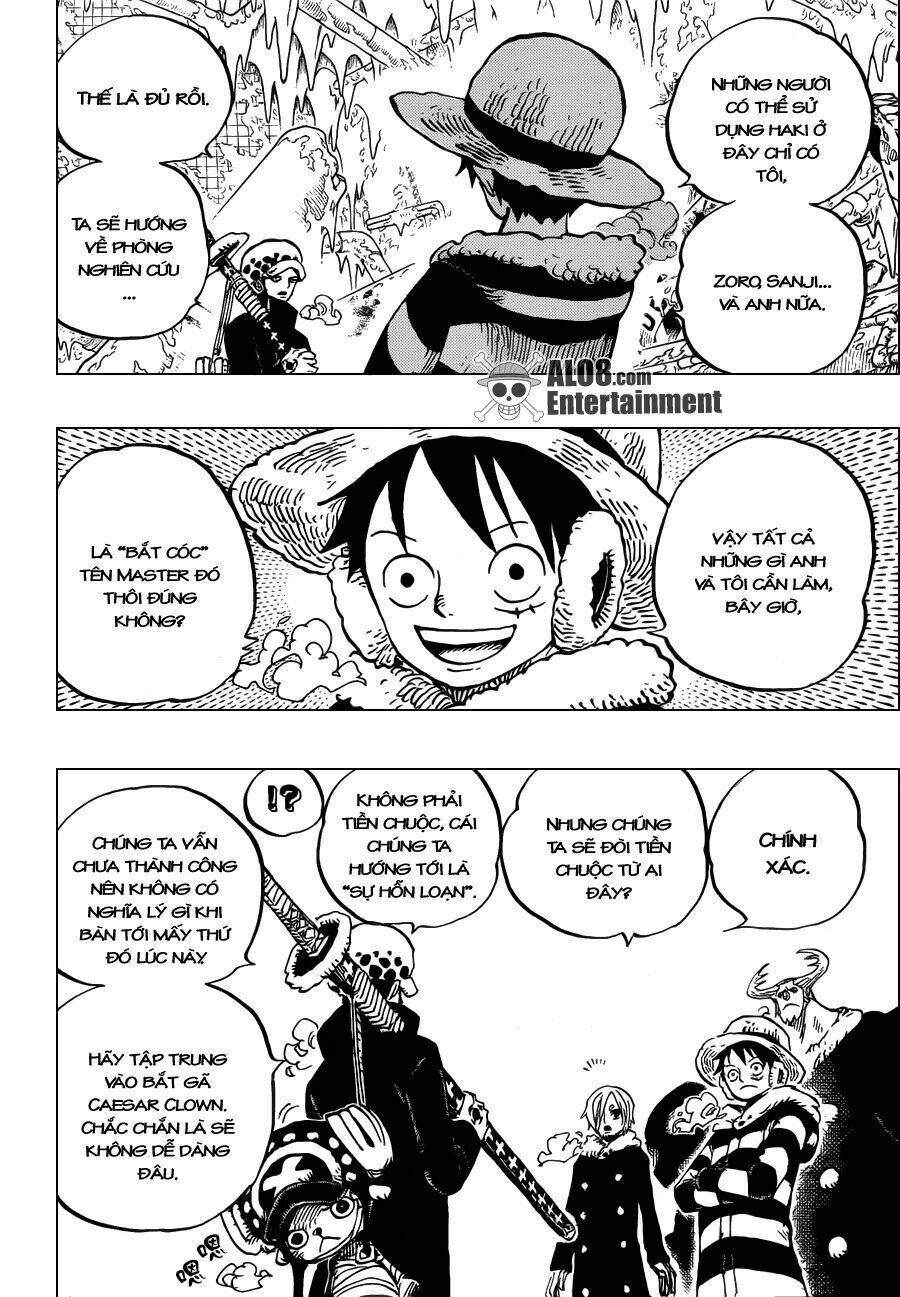 NHỮNG NGƯỜI
CÓ THỂ SỬ
DỤNG HAKI Ở
ĐÂY CHỈ CÓ
TÔI,
ZORO, SANJI...
VÀ ANH NỮA.
THẾ LÀ ĐỦ RỒI.
TA SẼ HƯỚNG
VỀ PHÒNG
NGHIÊN CỨU
...
ALO8.com
Entertainment
VẬY TẤT CẢ
NHỮNG GÌ ANH
VÀ TÔI CẦN LÀM,
BÂY GIỜ,
LÀ “BẮT CÓC”
TÊN MASTER ĐÓ
THÔI ĐÚNG
KHÔNG?
CHÍNH
XÁC.
NHƯNG CHÚNG
TA SẼ ĐÒI TIỀN
CHUỘC TỪ AI
ĐÂY?
KHÔNG PHẢI
TIỀN CHUỘC, CÁI
CHÚNG TA
HƯỚNG TỚI LÀ
“SỰ HỖN LOẠN”.
!?
CHÚNG TA VẪN
CHƯA THÀNH CÔNG
NÊN KHÔNG CÓ
NGHĨA LÝ GÌ KHI
BÀN TỚI MẤY THỨ
ĐÓ LÚC NÀY.
HÃY TẬP TRUNG
VÀO BẮT GÃ
CAESAR CLOWN.
CHẮC CHẮN LÀ SẼ
KHÔNG DỄ DÀNG
ĐÂU.
嗯 嗯